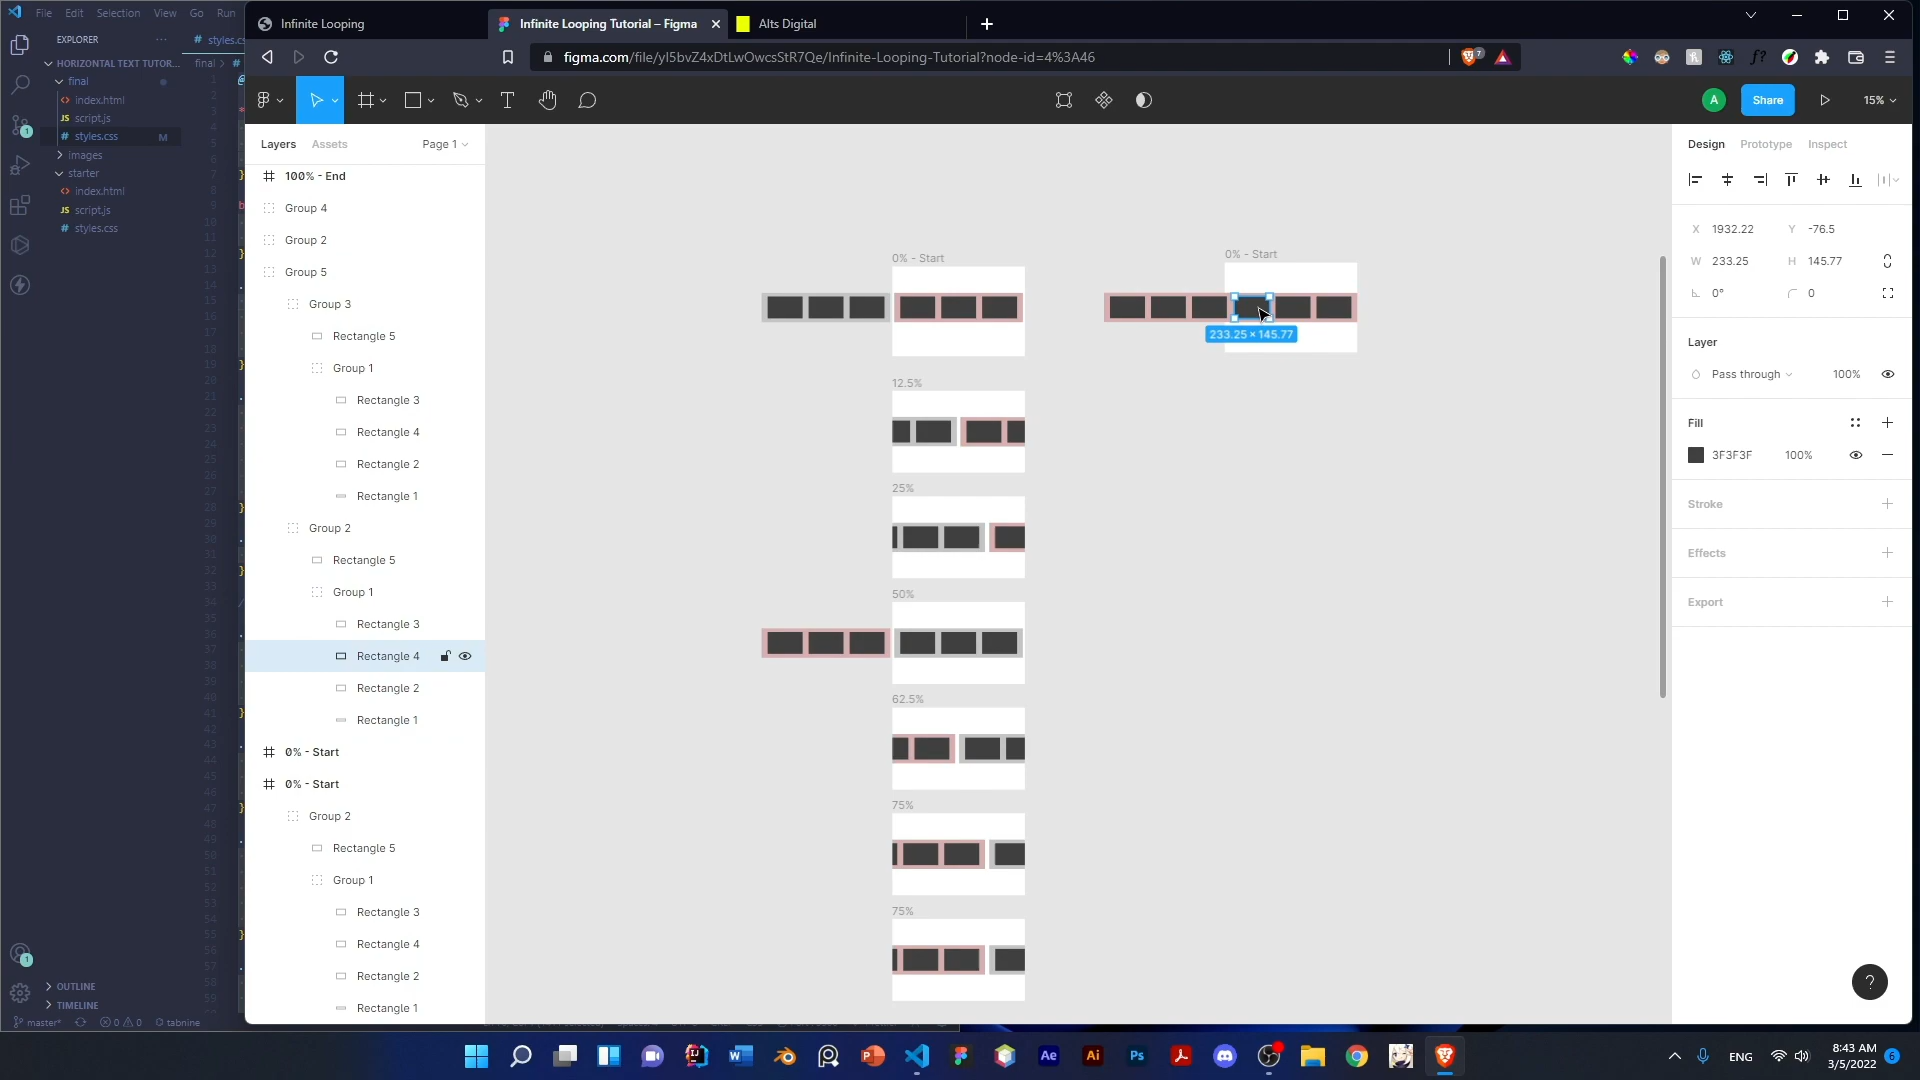 File Edit Selection View Go Run
Infinite Looping
Infinite Looping Tutorial – Figma
Alts Digital
EXPLORER
styles.cs
figma.com/file/yl5bvZ4xDtLwOwcsStR7Qe/Infinite-Looping-Tutorial?node-id=4%3A46
7
HORIZONTAL TEXT TUTOR...
final
final
index.html
script.js
styles.css M
images
starter
index.html
script.js
styles.css
A
Share
15%
Layers
Assets
Page 1
100% - End
Group 4
Group 2
Group 5
Group 3
Rectangle 5
Group 1
Rectangle 3
Rectangle 4
Rectangle 2
Rectangle 1
Group 2
Rectangle 5
Group 1
Rectangle 3
Rectangle 4
Rectangle 2
Rectangle 1
0% - Start
0% - Start
Group 2
Rectangle 5
Group 1
Rectangle 3
Rectangle 4
Rectangle 2
Rectangle 1
0% - Start
0% - Start
233.25 × 145.77
12.5%
25%
50%
62.5%
75%
75%
Design
Prototype
Inspect
X 1932.22
Y -76.5
W 233.25
H 145.77
0°
0
Layer
Pass through
100%
Fill
3F3F3F
100%
Stroke
Effects
Export
?
OUTLINE
TIMELINE
master*
0 0
tabnine
ENG
8:43 AM
3/5/2022
6